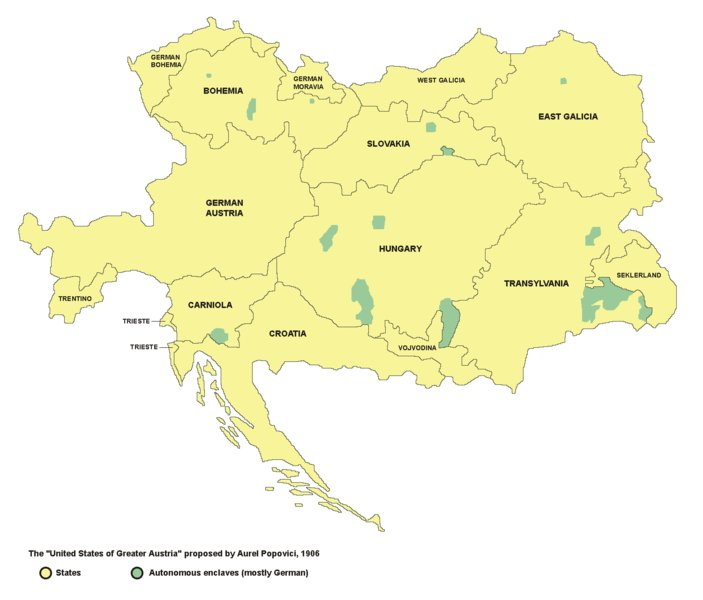 GERMAN
BOHEMIA
BOHEMIA
GERMAN
MORAVIA
WEST GALICIA
EAST GALICIA
SLOVAKIA
GERMAN
AUSTRIA
HUNGARY
TRANSYLVANIA
SEKLERLAND
TRENTINO
CARNIOLA
TRIESTE
CROATIA
TRIESTE
VOJVODINA
The "United States of Greater Austria" proposed by Aurel Popovici, 1906
States
Autonomous enclaves (mostly German)